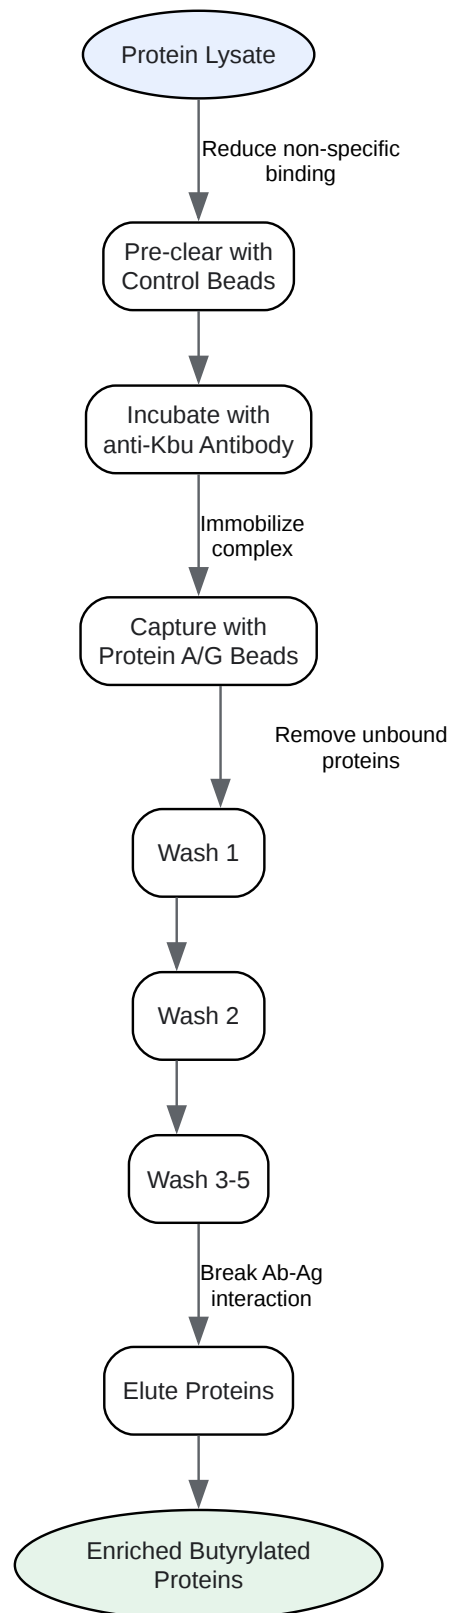 Protein Lysate
Reduce non-specific
binding
Pre-clear with
Control Beads
Incubate with
anti-Kbu Antibody
Immobilize
complex
Capture with
Protein A/G Beads
Remove unbound
proteins
Wash 1
Wash 2
Wash 3-5
Break Ab-Ag
interaction
Elute Proteins
Enriched Butyrylated
Proteins